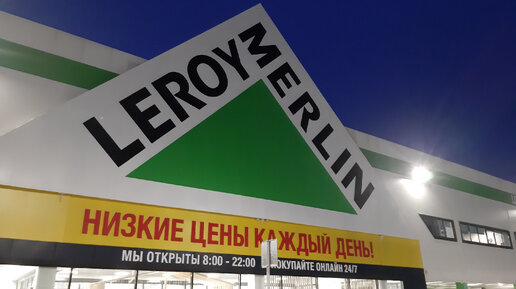 LEROY
MERLIN
НИЗКИЕ ЦЕНЫ КАЖДЫЙ ДЕНЬ!
МЫ ОТКРЫТЫ 8:00 - 22:00 ПОКУПАЙТЕ ОНЛАЙН 24/7